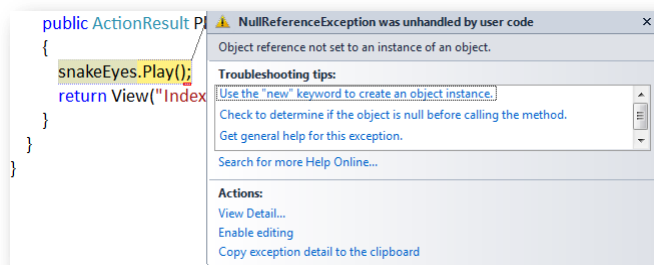 public ActionResult Pl
{
snakeEyes.Play();
return View("Index
}
}
}
NullReferenceException was unhandled by user code
Object reference not set to an instance of an object.
Troubleshooting tips:
Use the "new" keyword to create an object instance.
Check to determine if the object is null before calling the method.
Get general help for this exception.
Search for more Help Online...
Actions:
View Detail...
Enable editing
Copy exception detail to the clipboard